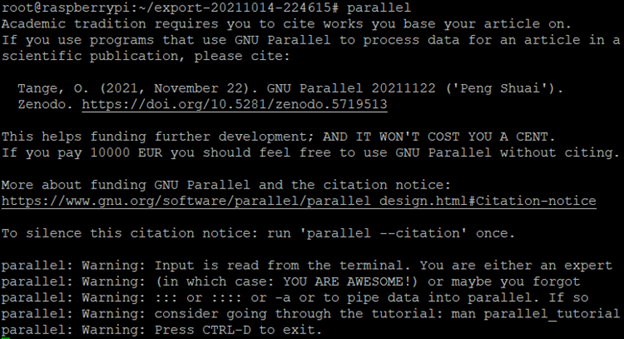 root@raspberrypi:~/export-20211014-224615# parallel
Academic tradition requires you to cite works you base your article on.
If you use programs that use GNU Parallel to process data for an article in a
scientific publication, please cite:
Tange, O. (2021, November 22). GNU Parallel 20211122 ('Peng Shuai').
Zenodo. https://doi.org/10.5281/zenodo.5719513
This helps funding further development; AND IT WON'T COST YOU A CENT.
If you pay 10000 EUR you should feel free to use GNU Parallel without citing.
More about funding GNU Parallel and the citation notice:
https://www.gnu.org/software/parallel/parallel_design.html#Citation-notice
To silence this citation notice: run 'parallel --citation' once.
parallel: Warning: Input is read from the terminal. You are either an expert
parallel: Warning: (in which case: YOU ARE AWESOME!) or maybe you forgot
parallel: Warning: ::: or :::: or -a or to pipe data into parallel. If so
parallel: Warning: consider going through the tutorial: man parallel_tutorial
parallel: Warning: Press CTRL-D to exit.